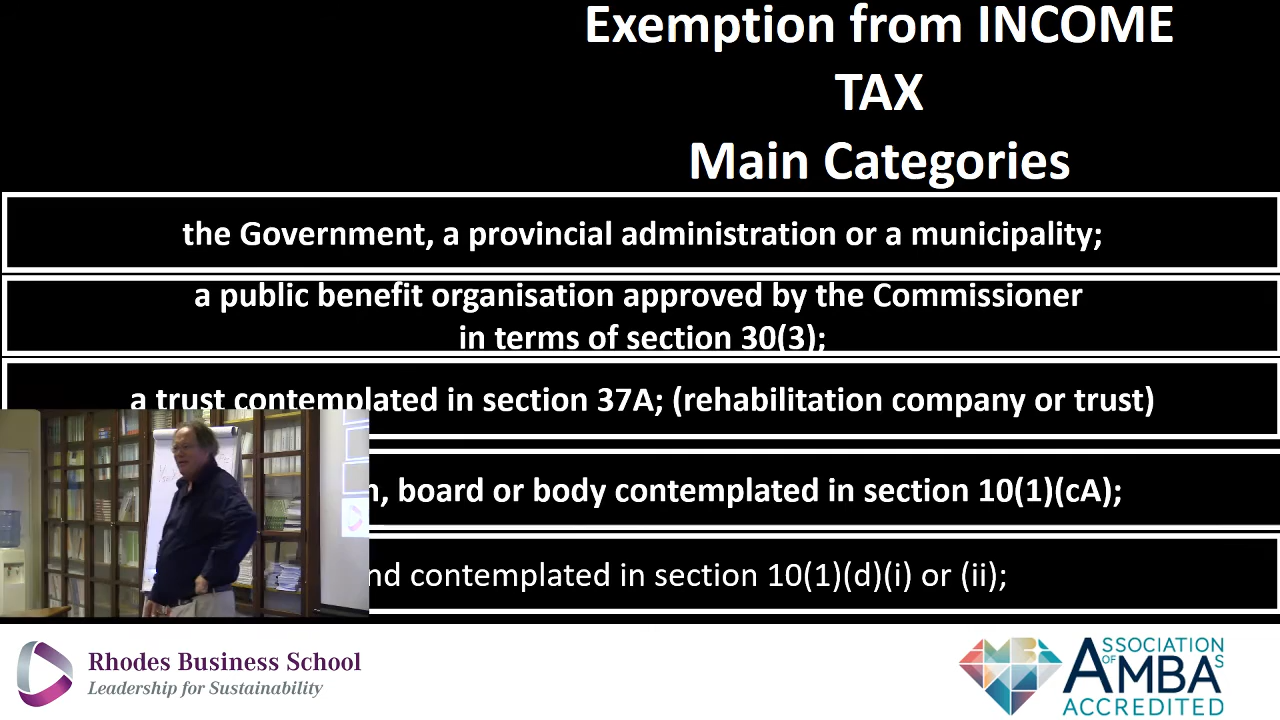 Exemption from INCOME
TAX
Main Categories
the Government, a provincial administration or a municipality;
a public benefit organisation approved by the Commissioner
in terms of section 30(3);
a trust contemplated in section 37A; (rehabilitation company or trust)
board or body contemplated in section 10(1)(cA);
contemplated in section 10(1)(d)(i) or (ii);
Rhodes Business School
Leadership for Sustainability
ASSOCIATION
OF MBAS
ACCREDITED